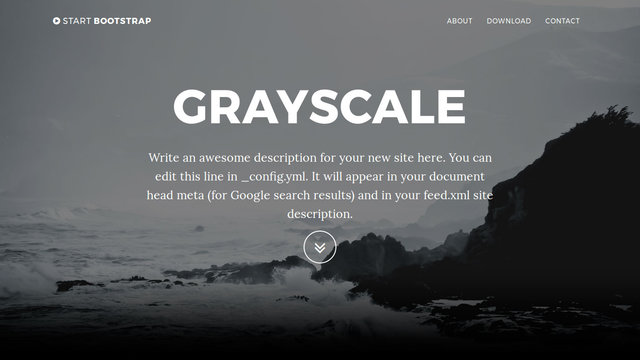 START BOOTSTRAP
ABOUT DOWNLOAD CONTACT
GRAYSCALE
Write an awesome description for your new site here. You can
edit this line in _config.yml. It will appear in your document
head meta (for Google search results) and in your feed.xml site
description.